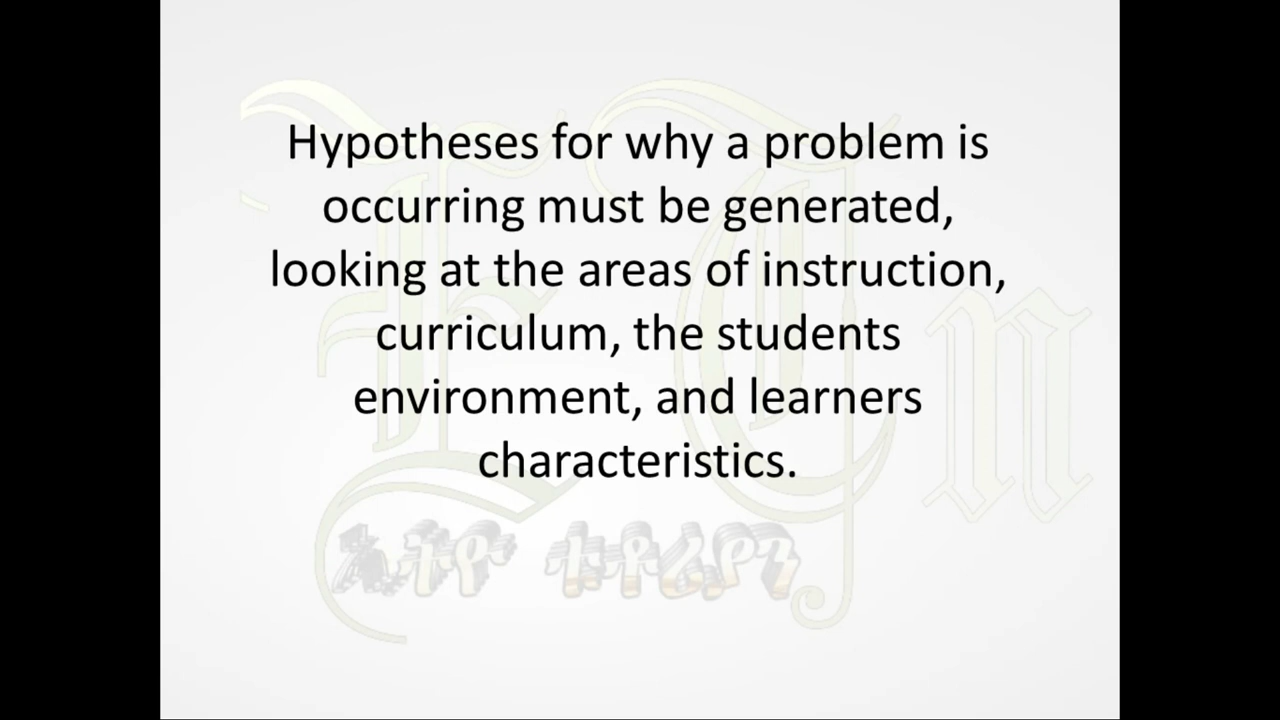 Hypotheses for why a problem is
occurring must be generated,
looking at the areas of instruction,
curriculum, the students
environment, and learners
characteristics.